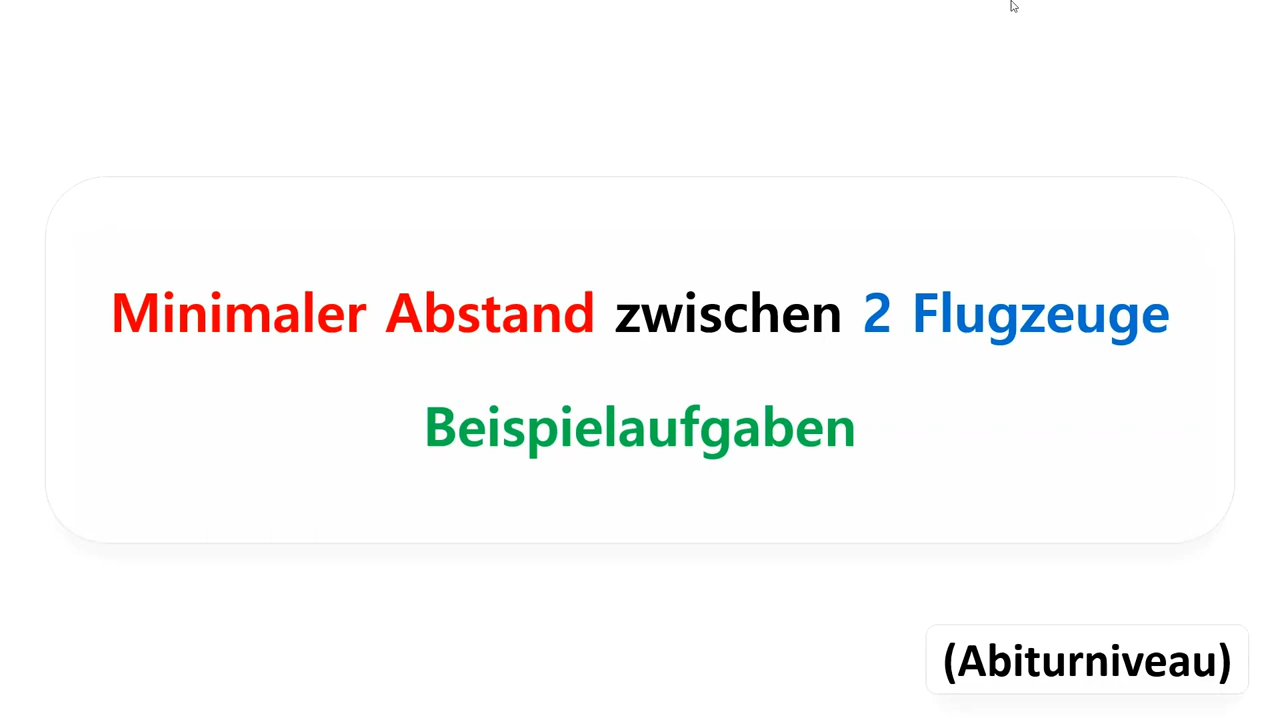 Minimaler Abstand zwischen 2 Flugzeuge
Beispielaufgaben
(Abiturniveau)